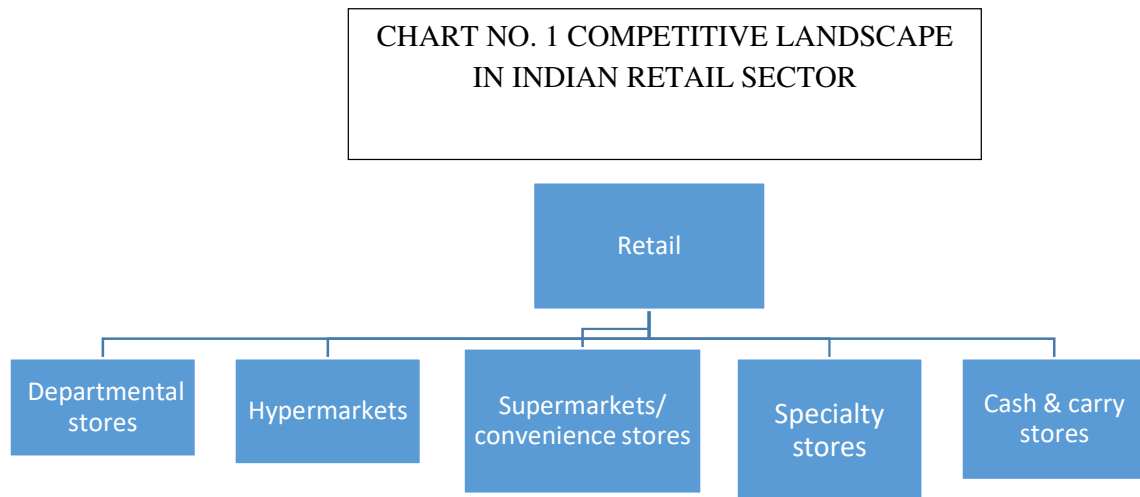 CHART NO. 1 COMPETITIVE LANDSCAPE
IN INDIAN RETAIL SECTOR
Retail
Departmental
stores
Hypermarkets
Supermarkets/
convenience stores
Specialty
stores
Cash & carry
stores